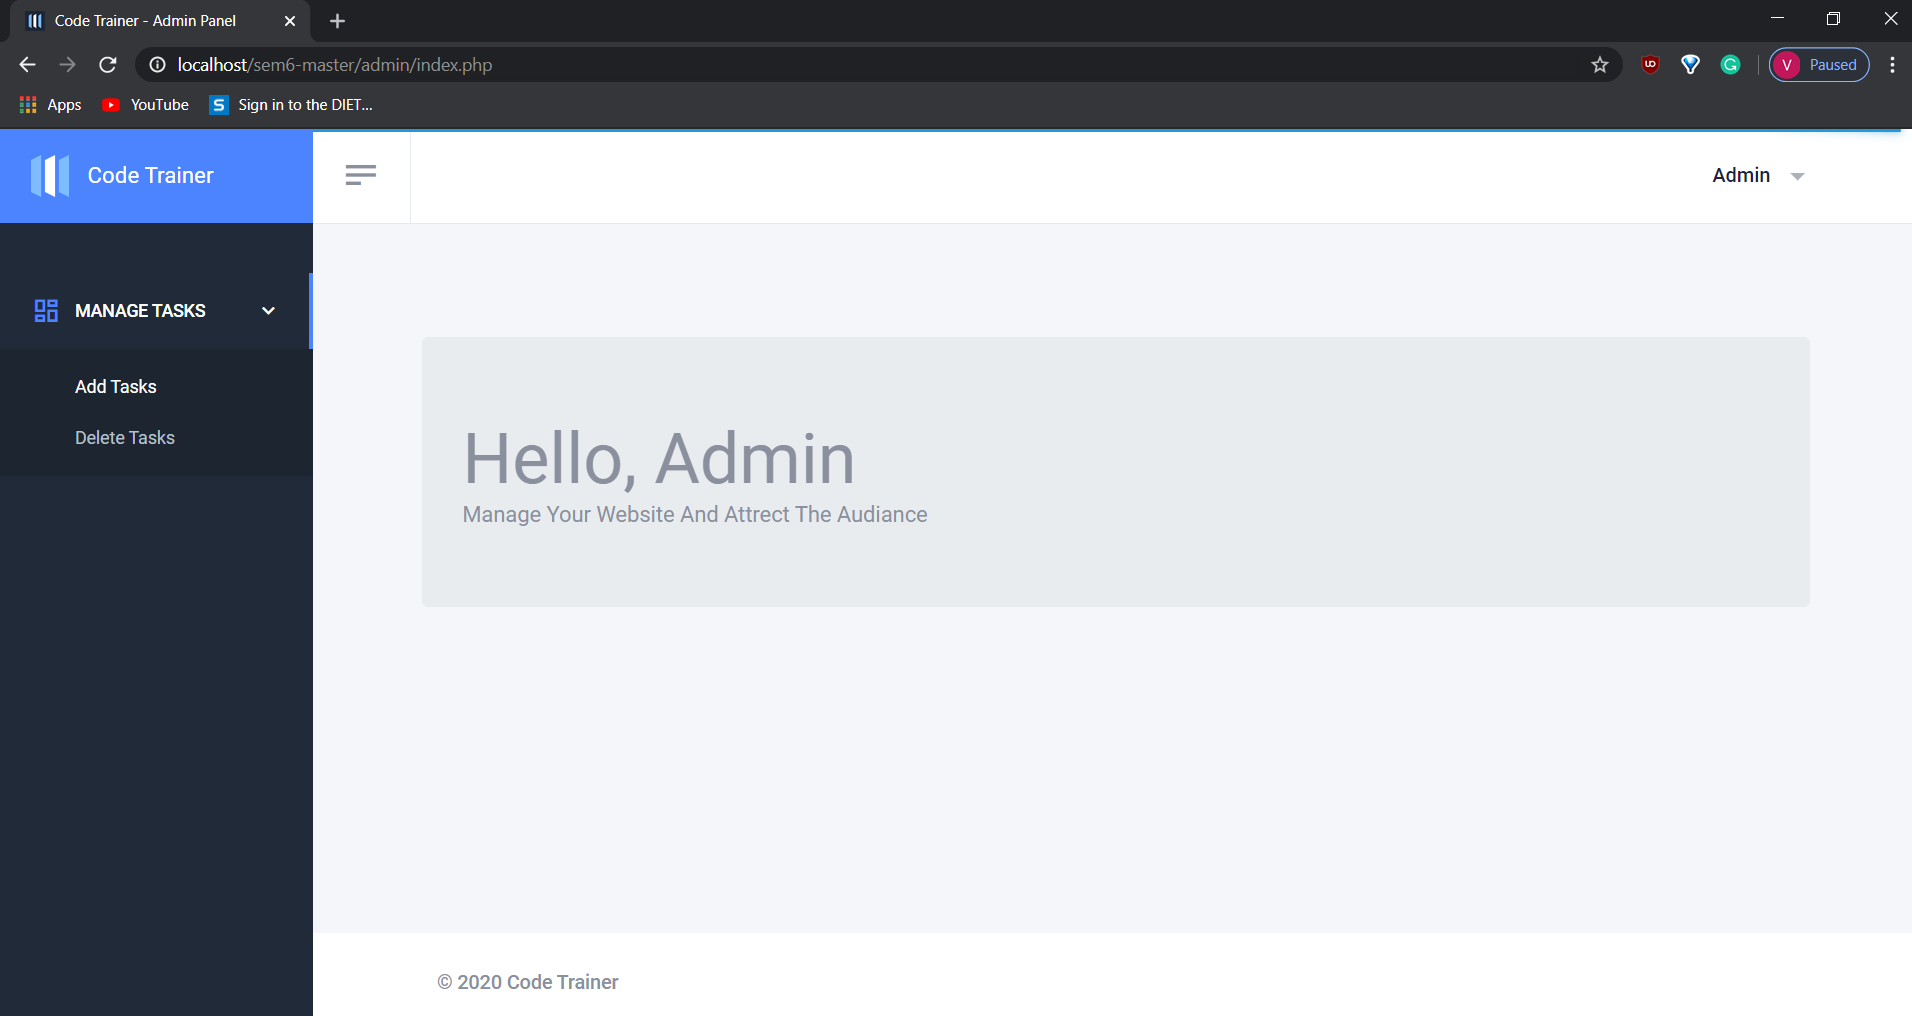 Code Trainer - Admin Panel
localhost/sem6-master/admin/index.php
V Paused
Apps YouTube S Sign in to the DIET...
Code Trainer
Admin
MANAGE TASKS
Add Tasks
Delete Tasks
Hello, Admin
Manage Your Website And Attrect The Audiance
© 2020 Code Trainer